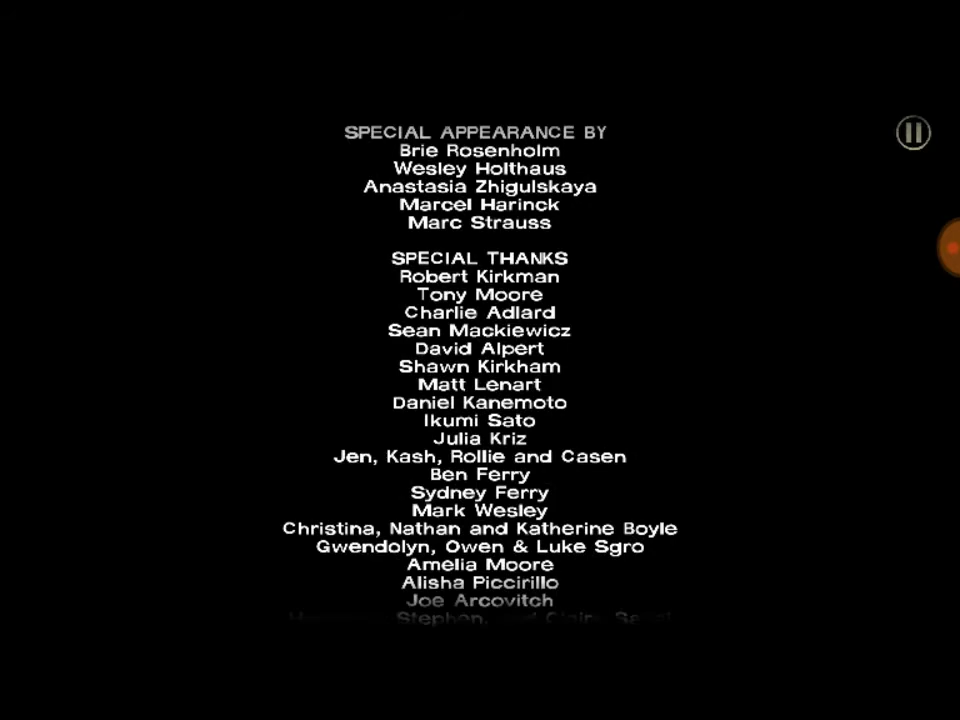 SPECIAL APPEARANCE BY
Brie Rosenholm
Wesley Holthaus
Anastasia Zhigulskaya
Marcel Harinck
Marc Strauss
SPECIAL THANKS
Robert Kirkman
Tony Moore
Charlie Adlard
Sean Mackiewicz
David Alpert
Shawn Kirkham
Matt Lenart
Daniel Kanemoto
Ikumi Sato
Julia Kriz
Jen, Kash, Rollie and Casen
Ben Ferry
Sydney Ferry
Mark Wesley
Christina, Nathan and Katherine Boyle
Gwendolyn, Owen & Luke Sgro
Amelia Moore
Alisha Piccirillo
Joe Arcovitch
Stephen,